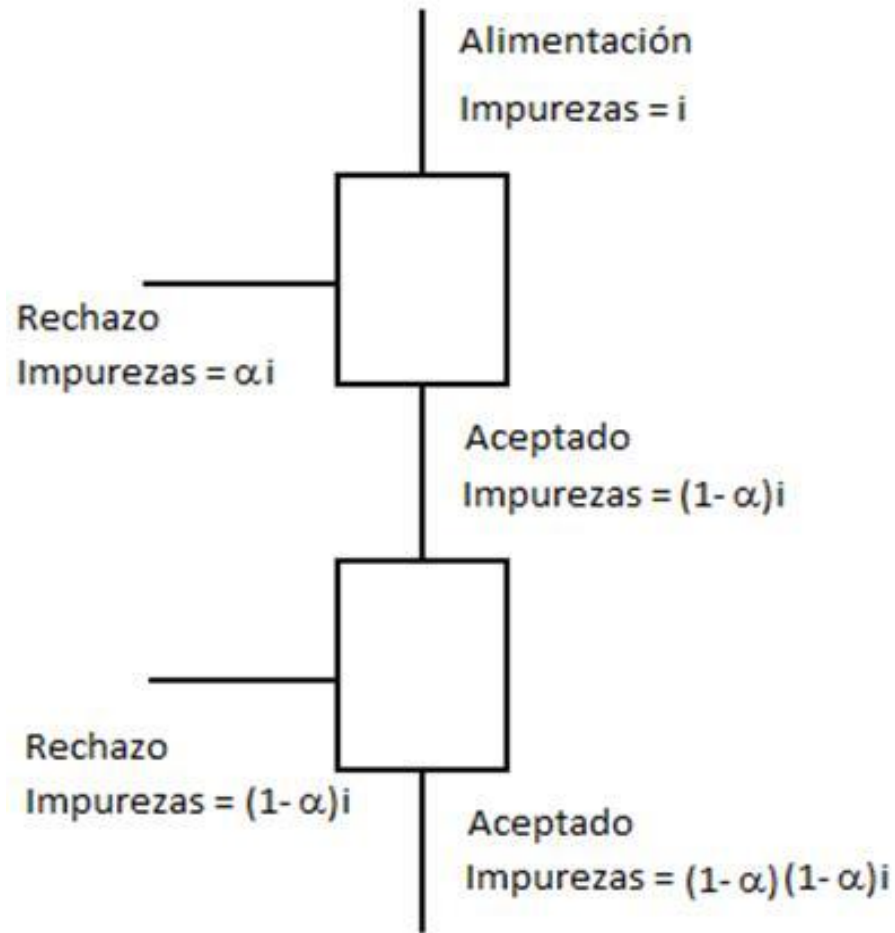 Alimentación
Impurezas = i
Rechazo
Impurezas = αi
Aceptado
Impurezas = (1- α)i
Rechazo
Impurezas = (1- α)i
Aceptado
Impurezas = (1- α)(1- α)i